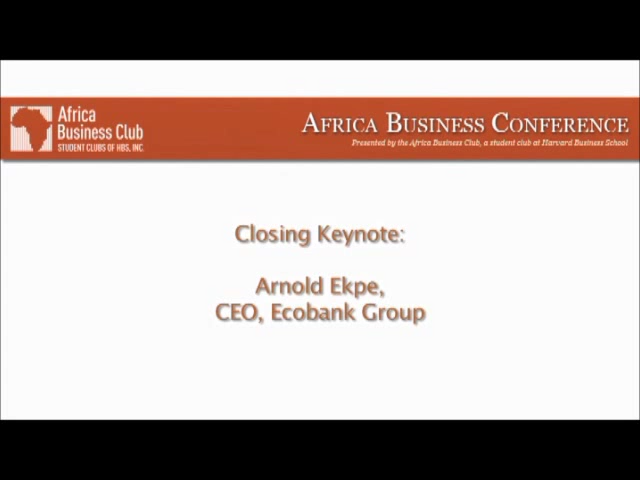 Africa
Business Club
STUDENT CLUBS OF HBS, INC.
AFRICA BUSINESS CONFERENCE
Presented by the Africa Business Club, a student club at Harvard Business School
Closing Keynote:
Arnold Ekpe,
CEO, Ecobank Group